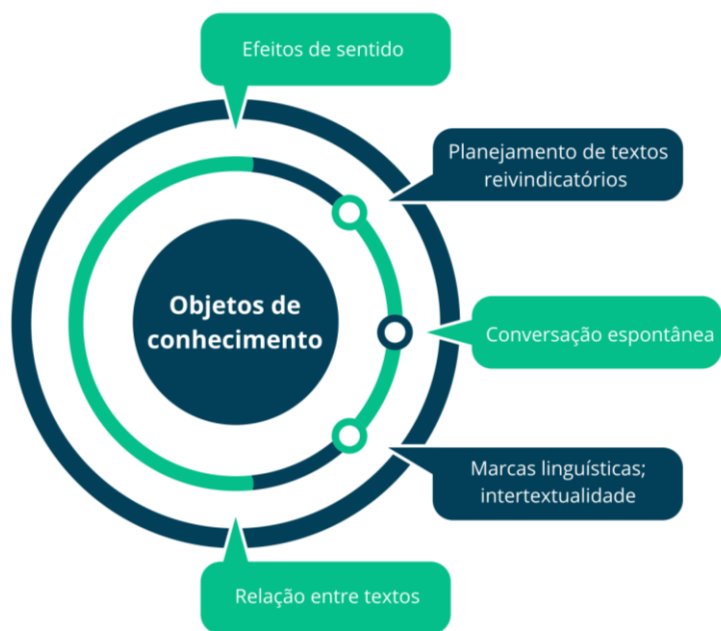 Efeitos de sentido
Planejamento de textos
reivindicatórios
Objetos de
conhecimento
Conversação espontânea
Marcas linguísticas;
intertextualidade
Relação entre textos